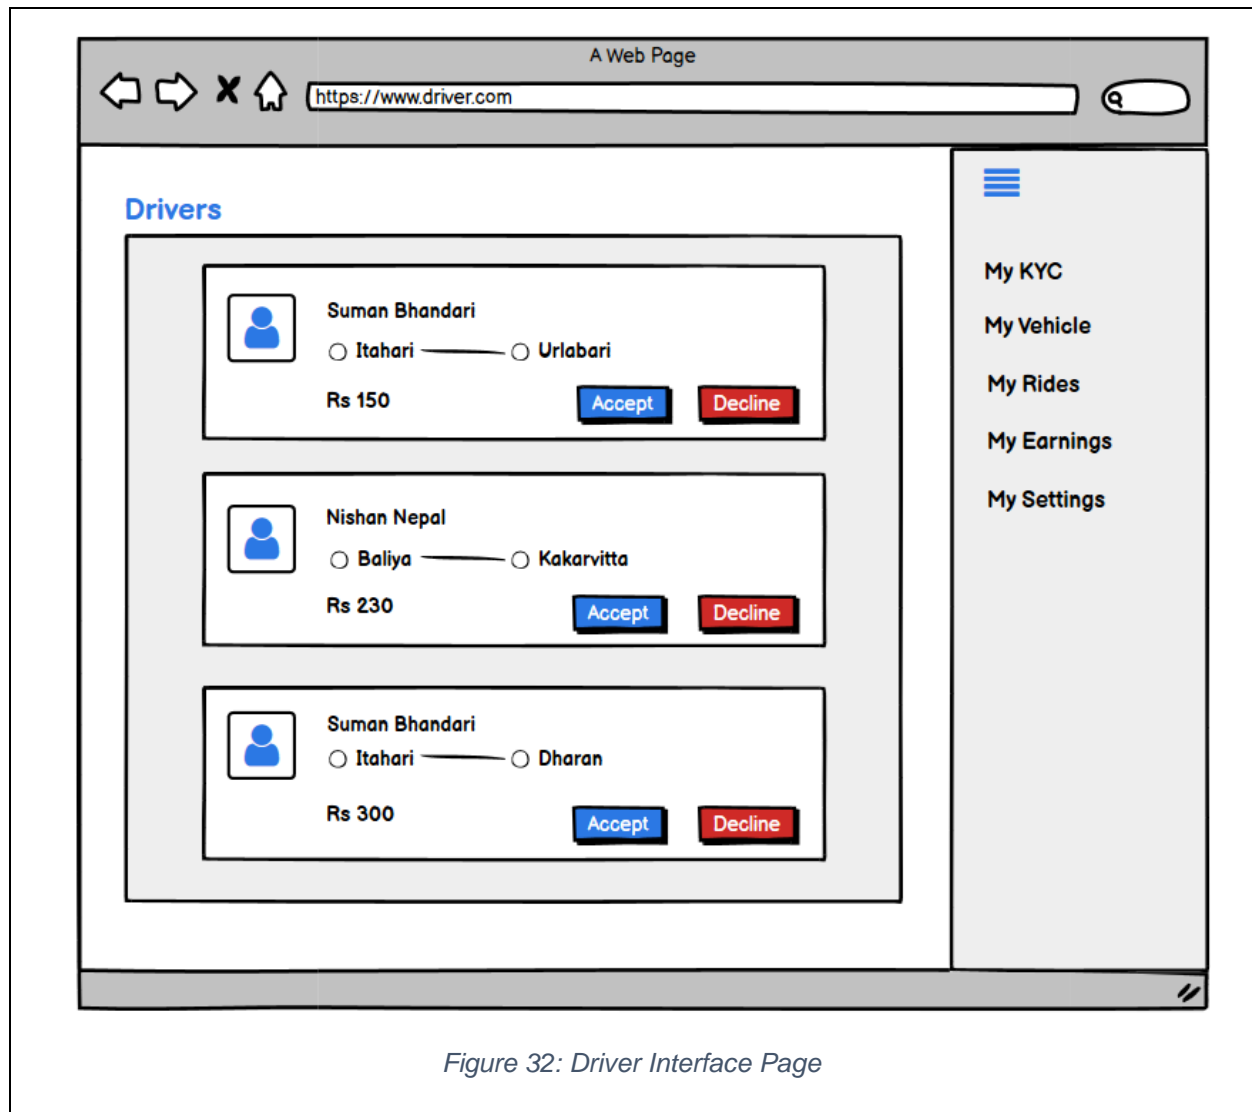 A Web Page
https://www.driver.com
Drivers
Suman Bhandari
Itahari Urlabari
Rs 150 Accept Decline
Nishan Nepal
Baliya Kakarvitta
Rs 230 Accept Decline
Suman Bhandari
Itahari Dharan
Rs 300 Accept Decline
My KYC
My Vehicle
My Rides
My Earnings
My Settings
Figure 32: Driver Interface Page